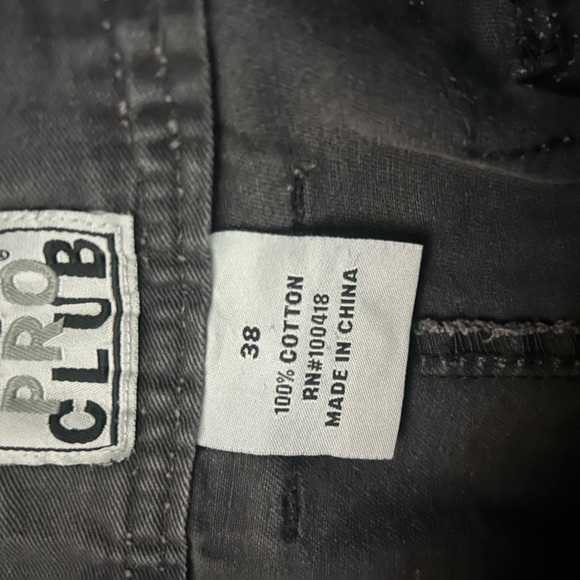 PRO
CLUB
®
38
100% COTTON
RN#100418
MADE IN CHINA